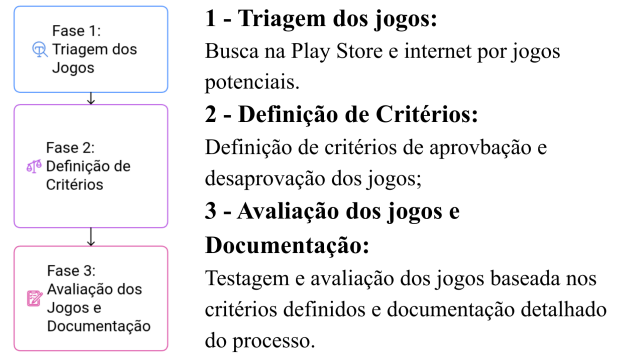 Fase 1:
Triagem dos
Jogos
Fase 2:
Definição de
Critérios
Fase 3:
Avaliação dos
Jogos e
Documentação
1 - Triagem dos jogos:
Busca na Play Store e internet por jogos
potenciais.
2 - Definição de Critérios:
Definição de critérios de aprovbação e
desaprovação dos jogos;
3 - Avaliação dos jogos e
Documentação:
Testagem e avaliação dos jogos baseada nos
critérios definidos e documentação detalhado
do processo.